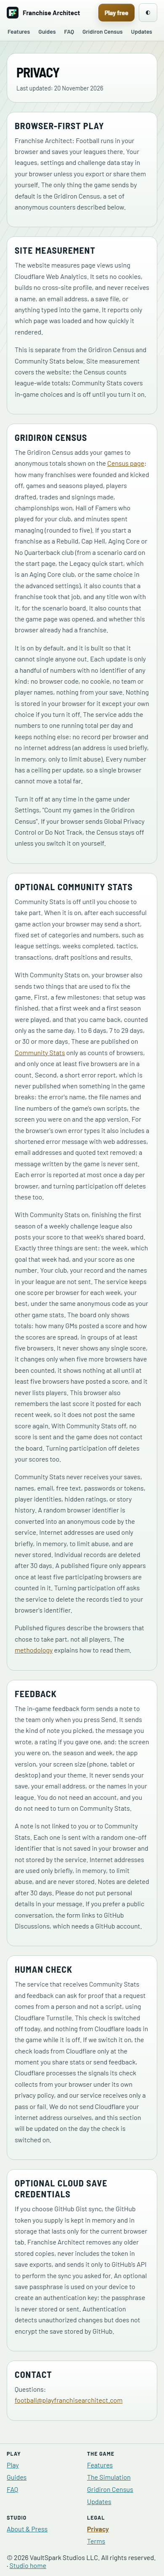 Franchise Architect
Play free
Features Guides FAQ Gridiron Census Updates
PRIVACY
Last updated: 20 November 2026
BROWSER-FIRST PLAY
Franchise Architect: Football runs in your
browser and saves your leagues there. Your
leagues, settings and challenge data stay in
your browser unless you export or share them
yourself. The only thing the game sends by
default is the Gridiron Census, a set of
anonymous counters described below.
SITE MEASUREMENT
The website measures page views using
Cloudflare Web Analytics. It sets no cookies,
builds no cross-site profile, and never receives
a name, an email address, a save file, or
anything typed into the game. It reports only
which page was loaded and how quickly it
rendered.
This is separate from the Gridiron Census and
Community Stats below. Site measurement
covers the website; the Census counts
league-wide totals; Community Stats covers
in-game choices and is off until you turn it on.
GRIDIRON CENSUS
The Gridiron Census adds your games to
anonymous totals shown on the Census page:
how many franchises were founded and kicked
off, games and seasons played, players
drafted, trades and signings made,
championships won, Hall of Famers who
played for your club, and minutes spent
managing (rounded to five). If you start a
franchise as a Rebuild, Cap Hell, Aging Core or
No Quarterback club (from its own card on
the start page, the Legacy quick start, which
is an Aging Core club, or the same choice on
the advanced settings), it also counts that
franchise took that job, and any title won with
it, for the scenario board. It also counts days
that the game was opened, and whether this
browser already had a franchise.
It is on by default, and it is built so that it
cannot single anyone out. Each update is only
a handful of numbers with no identifier of any
kind: no browser code, no cookie, no team or
player names, nothing from your saves. Nothing
is stored in your browser for it except your own
choice if you turn it off. The service adds the
numbers to one running total per day and
keeps nothing else: no record per browser and
no internet address (an address is used briefly,
in memory, only to limit abuse). Every number
has a ceiling per update, so a single browser
cannot move a total far.
Turn it off at any time in the game under
Settings, "Count my games in the Gridiron
Census". If your browser sends Global Privacy
Control or Do Not Track, the Census stays off
unless you switch it on yourself.
OPTIONAL COMMUNITY STATS
Community Stats is off until you choose to
take part. When it is on, each successful
game action your browser may send a short,
fixed set of categories and numbers, such as
league settings, weeks completed, tactics,
transactions, draft positions and results.
With Community Stats on, your browser also
sends two things that are used to fix the
game. First, a few milestones: that setup was
finished, that a first week and a first season
were played, and that you came back counted
only as the same day, 1 to 6 days, 7 to 29 days,
or 30 or more days. These are published on
Community Stats only as counts of browsers,
and only once at least five browsers are in a
count. Second, a short error report, which is
never published when something in the game
breaks: the error's name, the file names and
line numbers of the game's own scripts, the
screen you were on and the app version. For
your browser's own error types it also includes
a shortened error message with web addresses,
email addresses and quoted text removed; a
message written by the game is never sent.
Each error is reported at most twice a day per
browser, and turning participation off deletes
these too.
With Community Stats on, finishing the first
season of a weekly challenge league also
posts your score to that week's shared board.
Exactly three things are sent: the week, which
goal that week had, and your score as one
number. Your club, your record and the names
in your league are not sent. The service keeps
one score for each browser for each week, the
best, under the same anonymous code as your
other game stats. The board shows only
totals: how many GMs posted a score and how
the scores are spread, in groups of at least
five browsers. It never shows any single score,
it changes only when five more browsers have
been counted, it shows nothing at all until at
least five browsers have posted a score, and it
never lists players. This browser also
remembers the last score it posted for each
recent week, so it does not post the same
score again. With Community Stats off, no
score is sent and the game does not contact
the board. Turning participation off deletes
your scores too.
Community Stats never receives your saves,
names, email, free text, passwords or tokens,
player identities, hidden ratings, or story
history. A random browser identifier is
converted into an anonymous code by the
service. Internet addresses are used only
briefly, in memory, to limit abuse, and are
never stored. Individual records are deleted
after 30 days. A published figure only appears
once at least five participating browsers are
counted in it. Turning participation off asks
the service to delete the records tied to your
browser's identifier.
Published figures describe the browsers that
chose to take part, not all players. The
methodology explains how to read them.
FEEDBACK
The in-game feedback form sends a note to
the team only when you press Send. It sends
the kind of note you picked, the message you
wrote, a rating if you gave one, and: the screen
you were on, the season and week, the app
version, your screen size (phone, tablet or
desktop) and your theme. It never sends your
save, your email address, or the names in your
league. You do not need an account, and you
do not need to turn on Community Stats.
A note is not linked to you or to Community
Stats. Each one is sent with a random one-off
identifier that is not saved in your browser and
not reused. Internet addresses
are used only briefly, in memory, to limit
abuse, and are never stored. Notes are deleted
after 30 days. Please do not put personal
details in your message. If you prefer a public
conversation, the form links to GitHub
Discussions, which needs a GitHub account.
HUMAN CHECK
The service that receives Community Stats
and feedback can ask for proof that a request
comes from a person and not a script, using
Cloudflare Turnstile. This check is switched
off today, and nothing from Cloudflare loads in
the game while it is off. If we switch it on, the
check loads from Cloudflare only at the
moment you share stats or send feedback,
Cloudflare processes the signals its check
collects from your browser under its own
privacy policy, and our service records only a
pass or fail. We do not send Cloudflare your
internet address ourselves, and this section
will be updated on the day the check is
switched on.
OPTIONAL CLOUD SAVE
CREDENTIALS
If you choose GitHub Gist sync, the GitHub
token you supply is kept in memory and in
storage that lasts only for the current browser
tab. Franchise Architect removes any older
stored copies, never includes the token in
save exports, and sends it only to GitHub's API
to perform the sync you asked for. An optional
save passphrase is used on your device to
create an authentication key; the passphrase
is never stored or sent. Authentication
detects unauthorized changes but does not
encrypt the save stored by GitHub.
CONTACT
Questions:
football@playfranchisearchitect.com
PLAY
Play
Guides
FAQ
THE GAME
Features
The Simulation
Gridiron Census
Updates
STUDIO
About & Press
LEGAL
Privacy
Terms
© 2026 VaultSpark Studios LLC. All rights reserved.
· Studio home